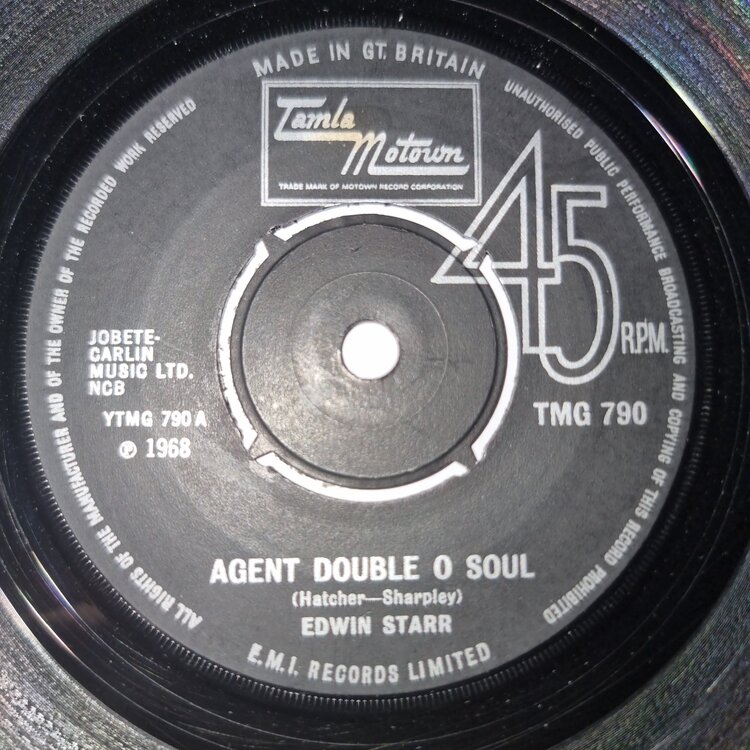 MADE IN GT. BRITAIN
Tamla
Motown
TRADE MARK OF MOTOWN RECORD CORPORATION
45
R.P.M.
JOBETE-
CARLIN
MUSIC LTD.
NCB
YTMG 790 A
℗ 1968
TMG 790
AGENT DOUBLE O SOUL
(Hatcher—Sharpley)
EDWIN STARR
E.M.I. RECORDS LIMITED
ALL RIGHTS OF THE MANUFACTURER AND OF THE OWNER OF THE RECORDED WORK RESERVED
UNAUTHORISED PUBLIC PERFORMANCE BROADCASTING AND COPYING OF THIS RECORD PROHIBITED